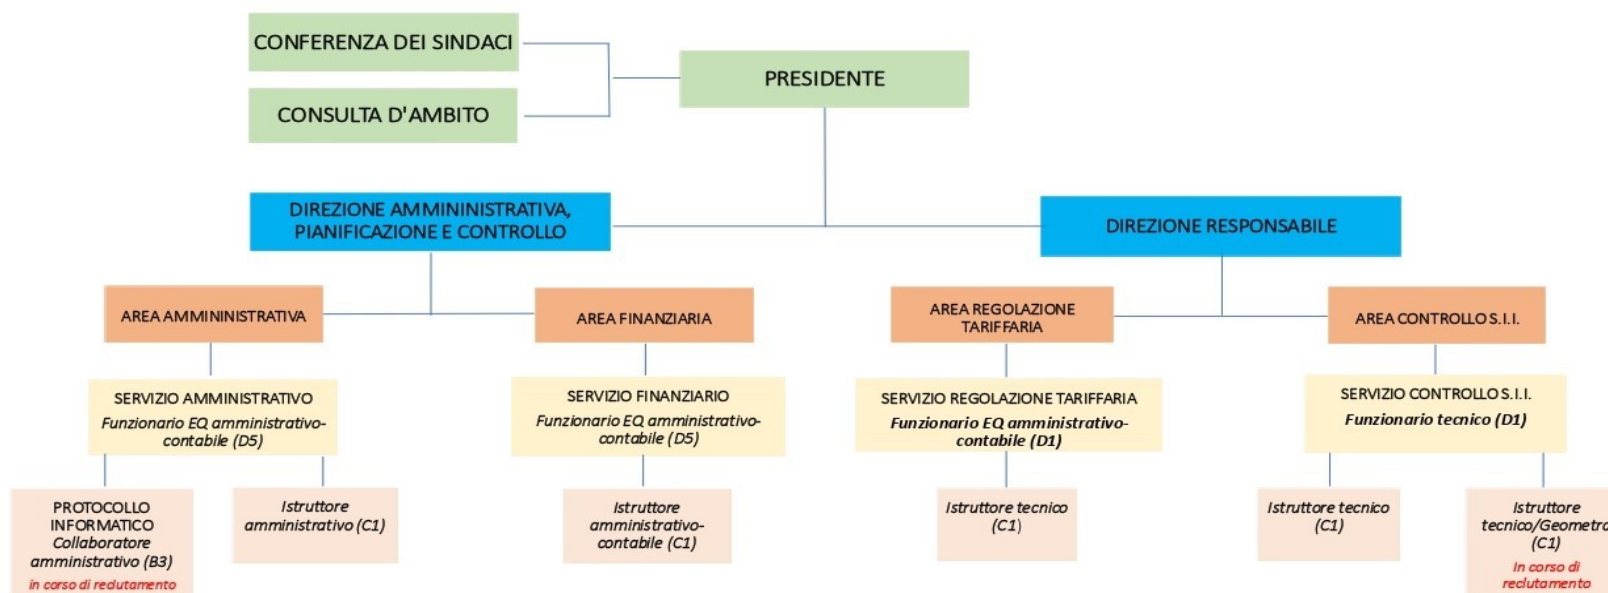 CONFERENZA DEI SINDACI
PRESIDENTE
CONSULTA D'AMBITO
DIREZIONE AMMININISTRATIVA,
PIANIFICAZIONE E CONTROLLO
DIREZIONE RESPONSABILE
AREA AMMININISTRATIVA
AREA FINANZIARIA
AREA REGOLAZIONE
TARIFFARIA
AREA CONTROLLO S.I.I.
SERVIZIO AMMINISTRATIVO
Funzionario EQ amministrativo-
contabile (D5)
SERVIZIO FINANZIARIO
Funzionario EQ amministrativo-
contabile (D5)
SERVIZIO REGOLAZIONE TARIFFARIA
Funzionario EQ amministrativo-
contabile (D1)
SERVIZIO CONTROLLO S.I.I.
Funzionario tecnico (D1)
PROTOCOLLO
INFORMATICO
Collaboratore
amministrativo (B3)
in corso di reclutamento
Istruttore
amministrativo (C1)
Istruttore
amministrativo-
contabile (C1)
Istruttore tecnico
(C1)
Istruttore tecnico
(C1)
Istruttore
tecnico/Geometra
(C1)
In corso di
reclutamento